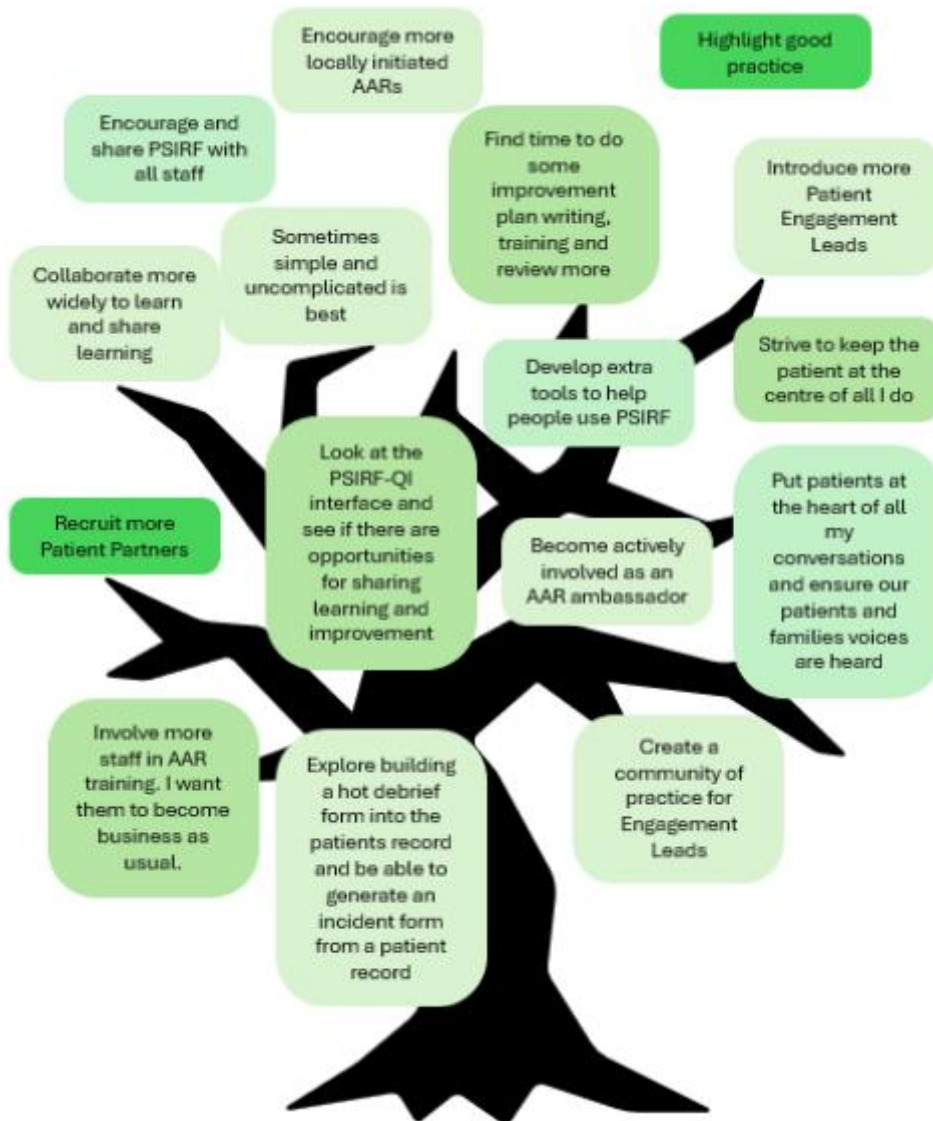 Encourage more
locally initiated
AARs
Highlight good
practice
Encourage and
share PSIRF with
all staff
Find time to do
some
improvement
plan writing,
training and
review more
Introduce more
Patient
Engagement
Leads
Sometimes
simple and
uncomplicated is
best
Collaborate more
widely to learn
and share
learning
Strive to keep the
patient at the
centre of all I do
Develop extra
tools to help
people use PSIRF
Look at the
PSIRF-QI
interface and
see if there are
opportunities
for sharing
learning and
improvement
Put patients at
the heart of all
my
conversations
and ensure our
patients and
families voices
are heard
Recruit more
Patient Partners
Become actively
involved as an
AAR ambassador
Involve more
staff in AAR
training. I want
them to become
business as
usual.
Explore building
a hot debrief
form into the
patients record
and be able to
generate an
incident form
from a patient
record
Create a
community of
practice for
Engagement
Leads